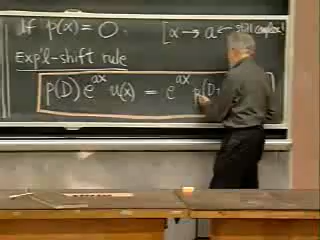 If p(α) = 0. [α → a ← still complex!
Exp'l-shift rule
p(D) e^{ax} u(x) = e^{ax} p(D+